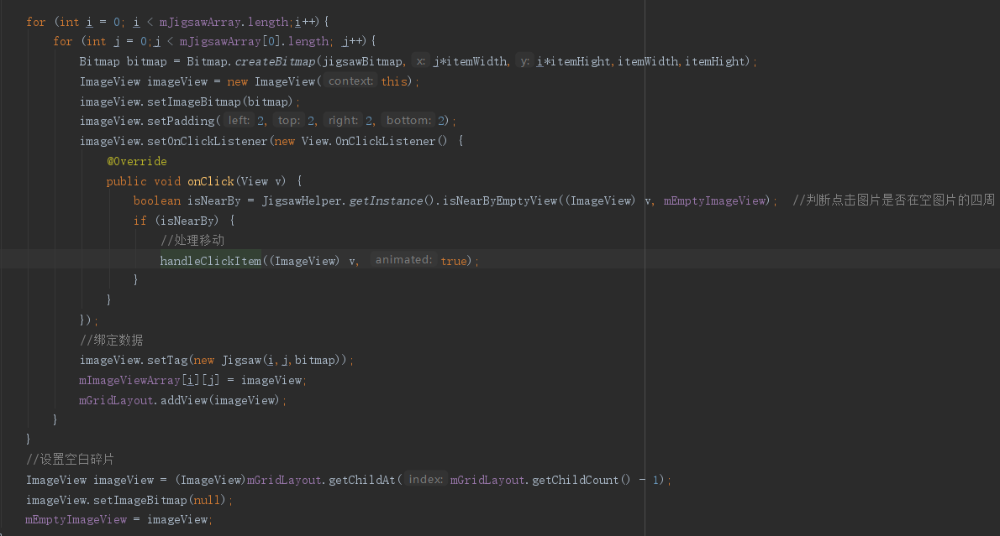 for (int i = 0; i < mJigsawArray.length;i++){
for (int j = 0;j < mJigsawArray[0].length; j++){
Bitmap bitmap = Bitmap.createBitmap(jigsawBitmap, x: j*itemWidth, y: i*itemHight,itemWidth,itemHight);
ImageView imageView = new ImageView( context: this);
imageView.setImageBitmap(bitmap);
imageView.setPadding( left: 2, top: 2, right: 2, bottom: 2);
imageView.setOnClickListener(new View.OnClickListener() {
@Override
public void onClick(View v) {
boolean isNearBy = JigsawHelper.getInstance().isNearByEmptyView((ImageView) v, mEmptyImageView); //判断点击图片是否在空图片的四周
if (isNearBy) {
//处理移动
handleClickItem((ImageView) v, animated: true);
}
}
});
//绑定数据
imageView.setTag(new Jigsaw(i,j,bitmap));
mImageViewArray[i][j] = imageView;
mGridLayout.addView(imageView);
}
}
//设置空白碎片
ImageView imageView = (ImageView)mGridLayout.getChildAt( index: mGridLayout.getChildCount() - 1);
imageView.setImageBitmap(null);
mEmptyImageView = imageView;